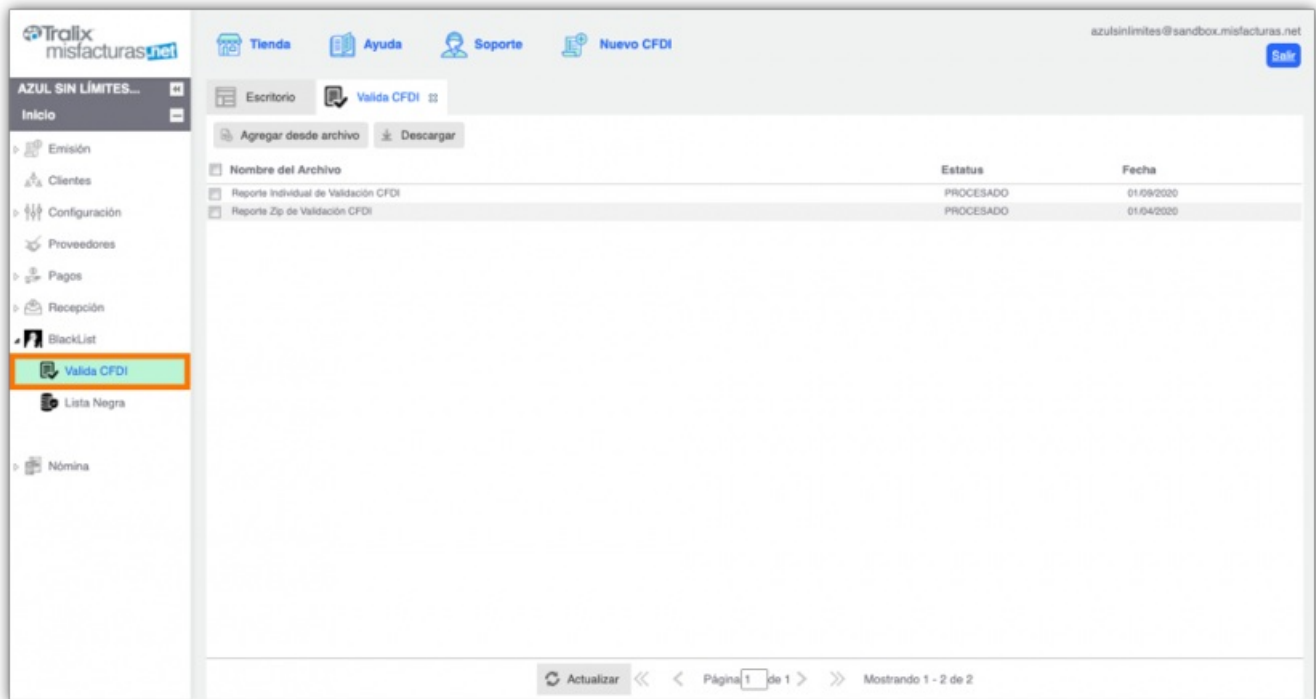 Tralix
misfacturas.net
Tienda Ayuda Soporte Nuevo CFDI
azulsinlimites@sandbox.misfacturas.net
Salir
AZUL SIN LÍMITES...
Inicio
Emisión
Clientes
Configuración
Proveedores
Pagos
Recepción
BlackList
Valida CFDI
Lista Negra
Nómina
Escritorio Valida CFDI
Agregar desde archivo Descargar
Nombre del Archivo Estatus Fecha
Reporte Individual de Validación CFDI PROCESADO 01/09/2020
Reporte Zip de Validación CFDI PROCESADO 01/04/2020
Actualizar Página 1 de 1 Mostrando 1 - 2 de 2